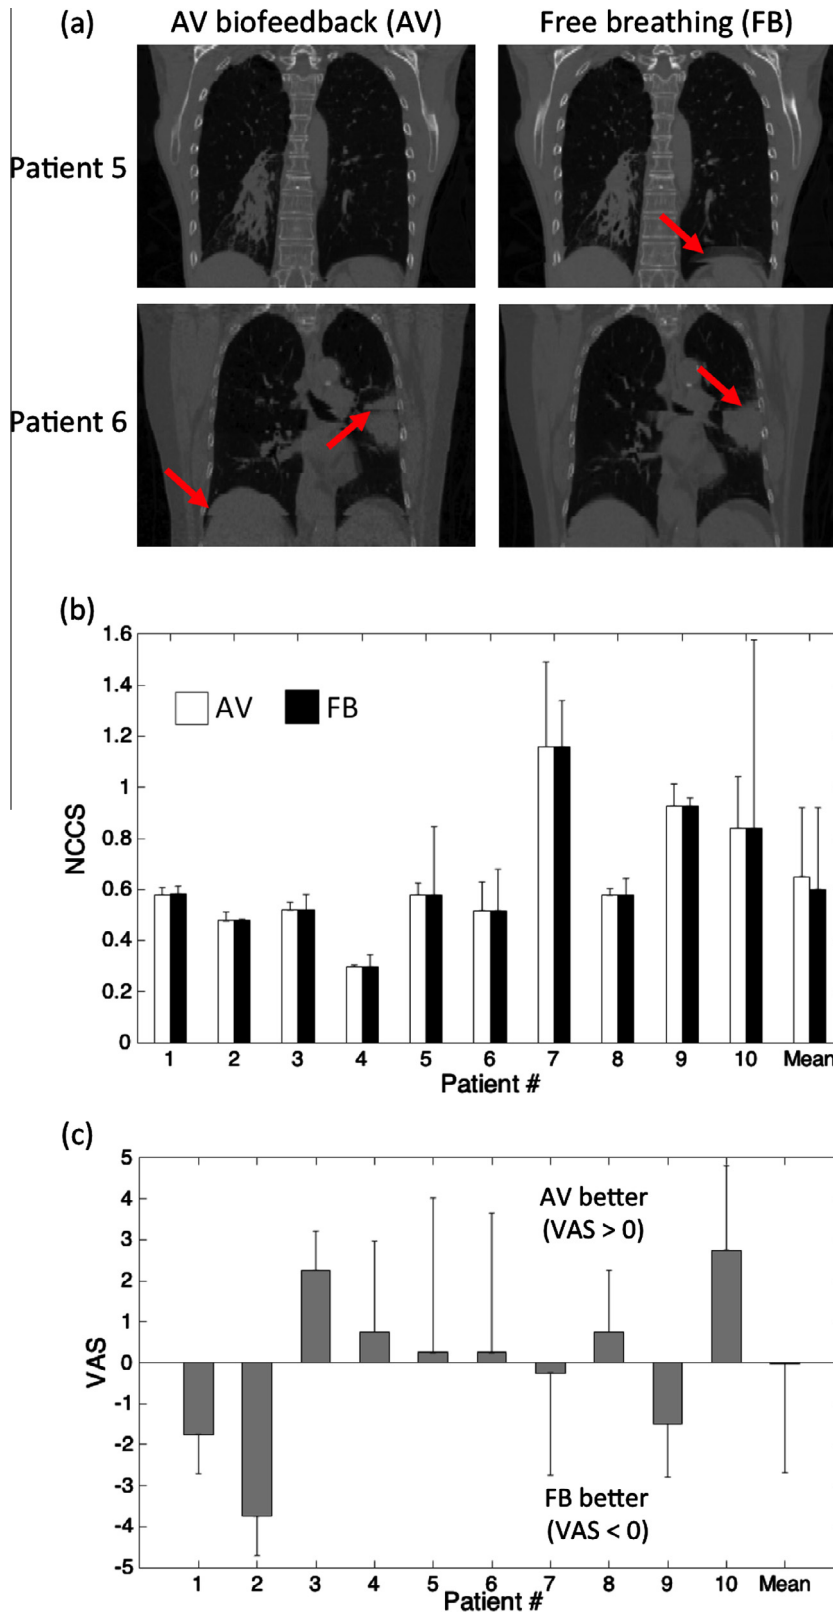 (a) AV biofeedback (AV) Free breathing (FB)
Patient 5
Patient 6
(b)
1.6
1.4
1.2
1
0.8
0.6
0.4
0.2
0
NCCS
AV FB
1 2 3 4 5 6 7 8 9 10 Mean
Patient #
(c)
5
4
3
2
1
0
-1
-2
-3
-4
-5
VAS
AV better
(VAS > 0)
FB better
(VAS < 0)
1 2 3 4 5 6 7 8 9 10 Mean
Patient #